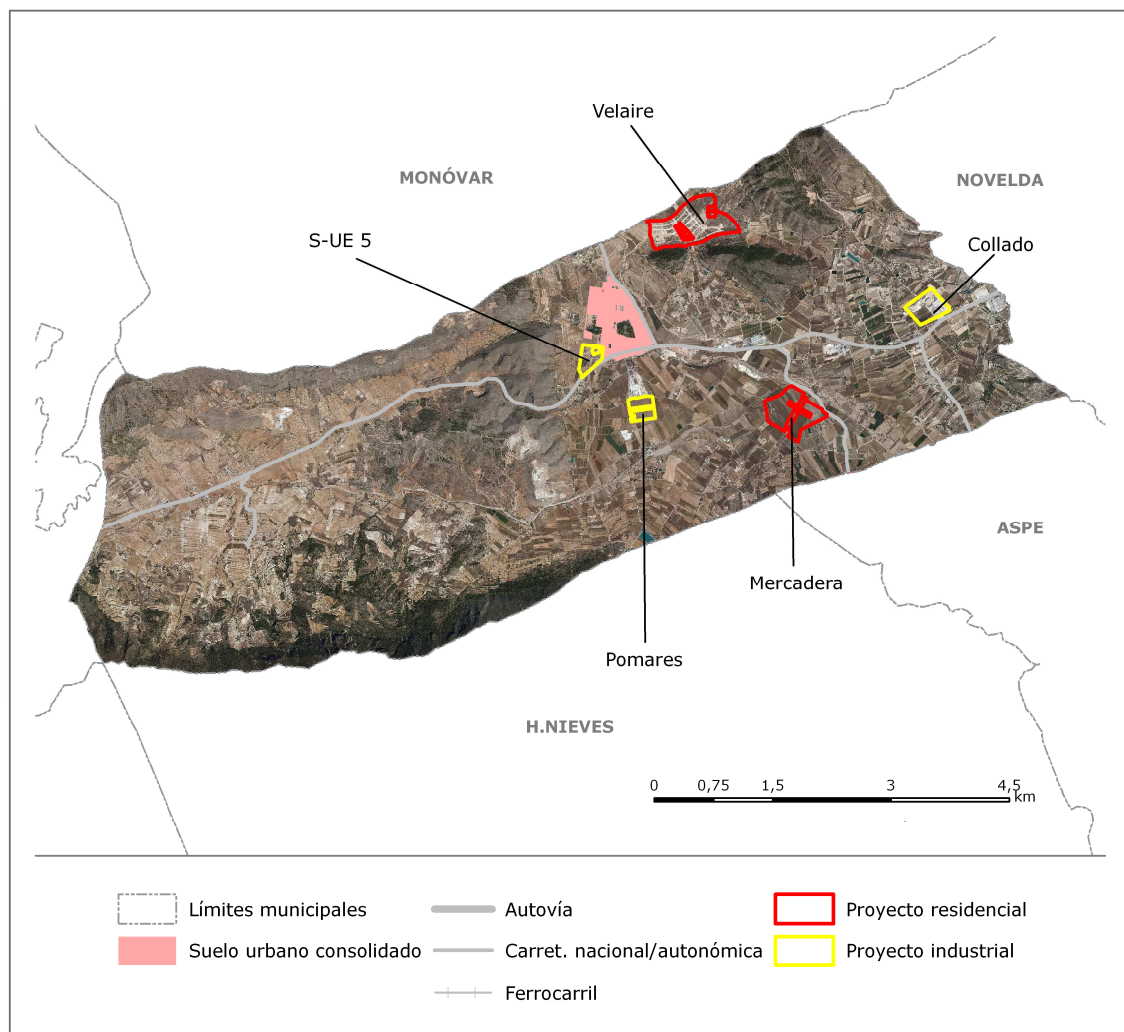 Velaire
MONÓVAR
NOVELDA
S-UE 5
Collado
ASPE
Mercadera
Pomares
H.NIEVES
0 0,75 1,5 3 4,5
km
Límites municipales
Autovía
Proyecto residencial
Suelo urbano consolidado
Carret. nacional/autonómica
Proyecto industrial
Ferrocarril